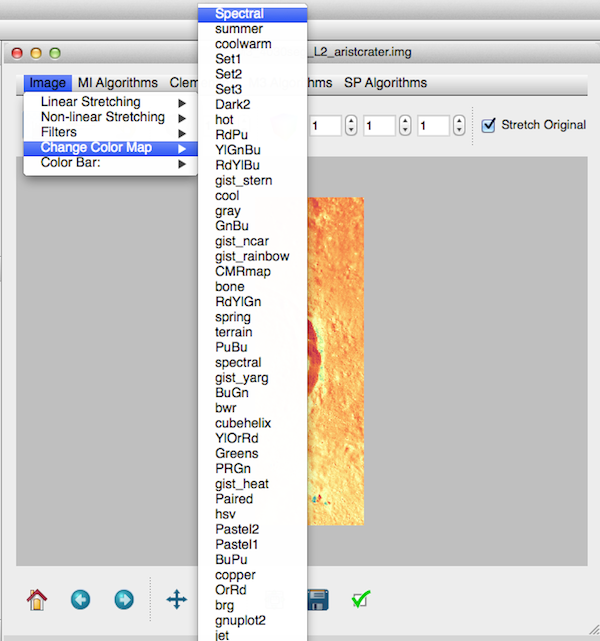 _L2_aristcrater.img
Image MI Algorithms Clem Algorithms SP Algorithms
1 1 1 Stretch Original
Linear Stretching
Non-linear Stretching
Filters
Change Color Map
Color Bar:
Spectral
summer
coolwarm
Set1
Set2
Set3
Dark2
hot
RdPu
YlGnBu
RdYlBu
gist_stern
cool
gray
GnBu
gist_ncar
gist_rainbow
CMRmap
bone
RdYlGn
spring
terrain
PuBu
spectral
gist_yarg
BuGn
bwr
cubehelix
YlOrRd
Greens
PRGn
gist_heat
Paired
hsv
Pastel2
Pastel1
BuPu
copper
OrRd
brg
gnuplot2
jet